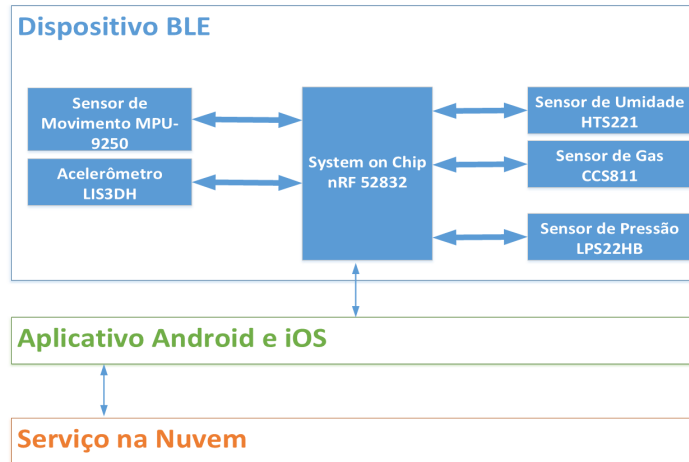 Dispositivo BLE
Sensor de
Movimento MPU-
9250
Acelerômetro
LIS3DH
System on Chip
nRF 52832
Sensor de Umidade
HTS221
Sensor de Gas
CCS811
Sensor de Pressão
LPS22HB
Aplicativo Android e iOS
Serviço na Nuvem